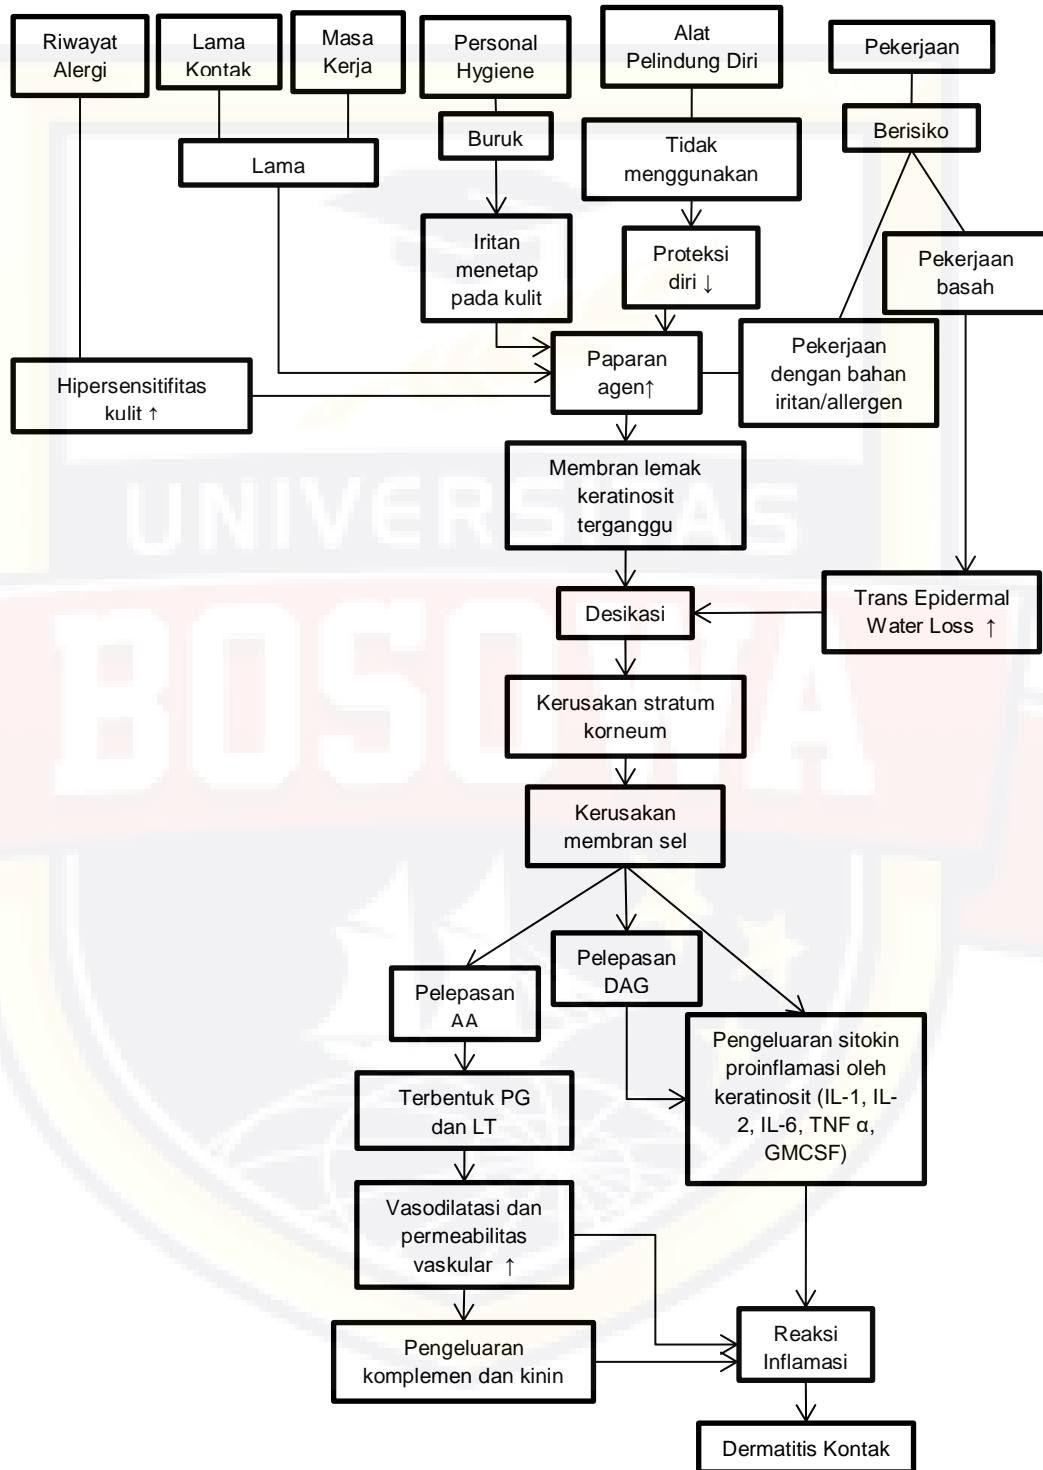 Riwayat
Alergi
Lama
Kontak
Masa
Kerja
Personal
Hygiene
Alat
Pelindung Diri
Pekerjaan
Lama
Buruk
Tidak
menggunakan
Berisiko
Iritan
menetap
pada kulit
Proteksi
diri ↓
Pekerjaan
basah
Hipersensitifitas
kulit ↑
Paparan
agen↑
Pekerjaan
dengan bahan
iritan/allergen
Membran lemak
keratinosit
terganggu
UNIVERSITAS
Desikasi
Trans Epidermal
Water Loss ↑
BOSOWA
Kerusakan stratum
korneum
Kerusakan
membran sel
Pelepasan
AA
Pelepasan
DAG
Pengeluaran sitokin
proinflamasi oleh
keratinosit (IL-1, IL-
2, IL-6, TNF α,
GMCSF)
Terbentuk PG
dan LT
Vasodilatasi dan
permeabilitas
vaskular ↑
Pengeluaran
komplemen dan kinin
Reaksi
Inflamasi
Dermatitis Kontak